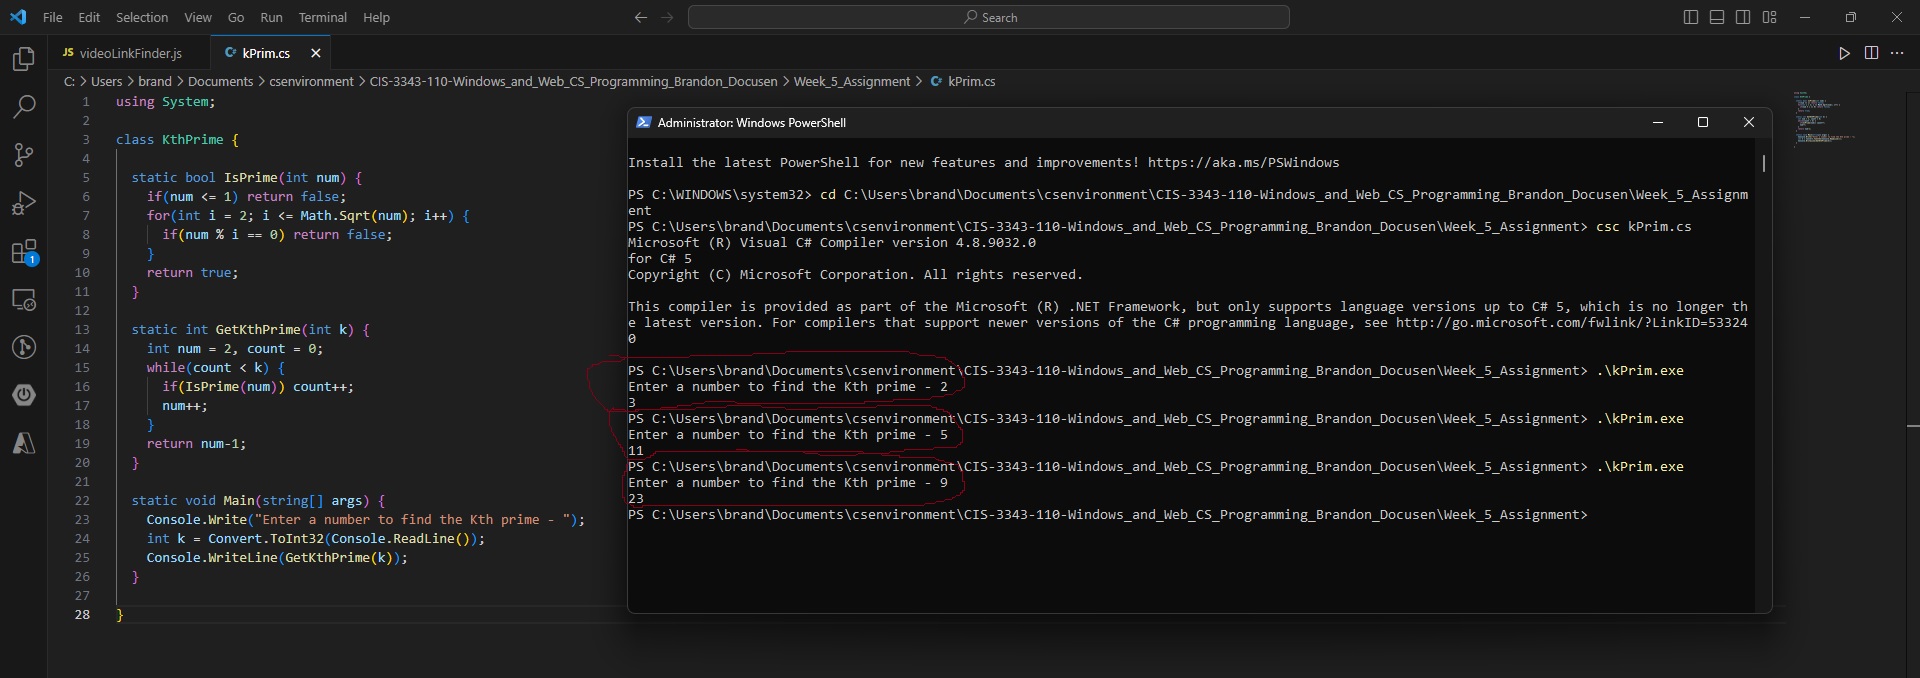 File Edit Selection View Go Run Terminal Help
Search
JS videoLinkFinder.js
C# kPrim.cs
C: > Users > brand > Documents > csenvironment > CIS-3343-110-Windows_and_Web_CS_Programming_Brandon_Docusen > Week_5_Assignment > C# kPrim.cs
1 using System;
2
3 class KthPrime {
4
5 static bool IsPrime(int num) {
6 if(num <= 1) return false;
7 for(int i = 2; i <= Math.Sqrt(num); i++) {
8 if(num % i == 0) return false;
9 }
10 return true;
11 }
12
13 static int GetKthPrime(int k) {
14 int num = 2, count = 0;
15 while(count < k) {
16 if(IsPrime(num)) count++;
17 num++;
18 }
19 return num-1;
20 }
21
22 static void Main(string[] args) {
23 Console.Write("Enter a number to find the Kth prime - ");
24 int k = Convert.ToInt32(Console.ReadLine());
25 Console.WriteLine(GetKthPrime(k));
26 }
27
28 }
1
Administrator: Windows PowerShell
Install the latest PowerShell for new features and improvements! https://aka.ms/PSWindows
PS C:\WINDOWS\system32> cd C:\Users\brand\Documents\csenvironment\CIS-3343-110-Windows_and_Web_CS_Programming_Brandon_Docusen\Week_5_Assignm
ent
PS C:\Users\brand\Documents\csenvironment\CIS-3343-110-Windows_and_Web_CS_Programming_Brandon_Docusen\Week_5_Assignment> csc kPrim.cs
Microsoft (R) Visual C# Compiler version 4.8.9032.0
for C# 5
Copyright (C) Microsoft Corporation. All rights reserved.
This compiler is provided as part of the Microsoft (R) .NET Framework, but only supports language versions up to C# 5, which is no longer th
e latest version. For compilers that support newer versions of the C# programming language, see http://go.microsoft.com/fwlink/?LinkID=53324
0
PS C:\Users\brand\Documents\csenvironment\CIS-3343-110-Windows_and_Web_CS_Programming_Brandon_Docusen\Week_5_Assignment> .\kPrim.exe
Enter a number to find the Kth prime - 2
3
PS C:\Users\brand\Documents\csenvironment\CIS-3343-110-Windows_and_Web_CS_Programming_Brandon_Docusen\Week_5_Assignment> .\kPrim.exe
Enter a number to find the Kth prime - 5
11
PS C:\Users\brand\Documents\csenvironment\CIS-3343-110-Windows_and_Web_CS_Programming_Brandon_Docusen\Week_5_Assignment> .\kPrim.exe
Enter a number to find the Kth prime - 9
23
PS C:\Users\brand\Documents\csenvironment\CIS-3343-110-Windows_and_Web_CS_Programming_Brandon_Docusen\Week_5_Assignment>